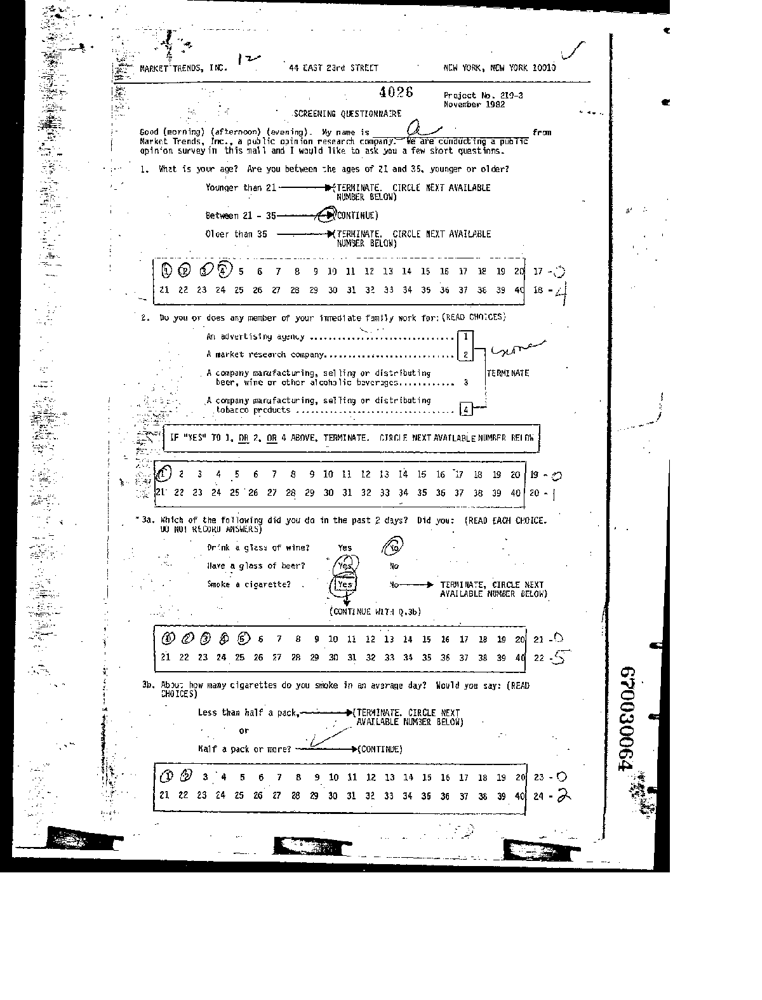 12
MARKET TRENDS, INC. 44 EAST 23rd STREET NEW YORK, NEW YORK 10010
4026
Project No. 219-3
November 1982
SCREENING QUESTIONNAIRE
Good (morning) (afternoon) (evening). My name is from
Market Trends, Inc., a public opinion research company. We are conducting a public
opinion survey in this mall and I would like to ask you a few short questions.
1. What is your age? Are you between the ages of 21 and 35, younger or older?
Younger than 21 (TERMINATE. CIRCLE NEXT AVAILABLE
NUMBER BELOW)
Between 21 - 35 (CONTINUE)
Older than 35 (TERMINATE. CIRCLE NEXT AVAILABLE
NUMBER BELOW)
1 2 3 4 5 6 7 8 9 10 11 12 13 14 15 16 17 18 19 20 17 - 0
21 22 23 24 25 26 27 28 29 30 31 32 33 34 35 36 37 38 39 40 18 - 4
2. Do you or does any member of your immediate family work for: (READ CHOICES)
An advertising agency .............................. 1
A market research company........................... 2 none
A company manufacturing, selling or distributing TERMINATE
beer, wine or other alcoholic beverages............ 3
A company manufacturing, selling or distributing
tobacco products ................................. 4
IF "YES" TO 1, OR 2, OR 4 ABOVE, TERMINATE. CIRCLE NEXT AVAILABLE NUMBER BELOW
1 2 3 4 5 6 7 8 9 10 11 12 13 14 15 16 17 18 19 20 19 - 0
21 22 23 24 25 26 27 28 29 30 31 32 33 34 35 36 37 38 39 40 20 - 1
3a. Which of the following did you do in the past 2 days? Did you: (READ EACH CHOICE.
DO NOT RECORD ANSWERS)
Drink a glass of wine? Yes No
Have a glass of beer? Yes No
Smoke a cigarette? Yes No TERMINATE, CIRCLE NEXT
AVAILABLE NUMBER BELOW)
(CONTINUE WITH Q.3b)
1 2 3 4 5 6 7 8 9 10 11 12 13 14 15 16 17 18 19 20 21 - 0
21 22 23 24 25 26 27 28 29 30 31 32 33 34 35 36 37 38 39 40 22 - 5
3b. About how many cigarettes do you smoke in an average day? Would you say: (READ
CHOICES)
Less than half a pack, (TERMINATE. CIRCLE NEXT
AVAILABLE NUMBER BELOW)
or
Half a pack or more? (CONTINUE)
1 2 3 4 5 6 7 8 9 10 11 12 13 14 15 16 17 18 19 20 23 - 0
21 22 23 24 25 26 27 28 29 30 31 32 33 34 35 36 37 38 39 40 24 - 2
670030064